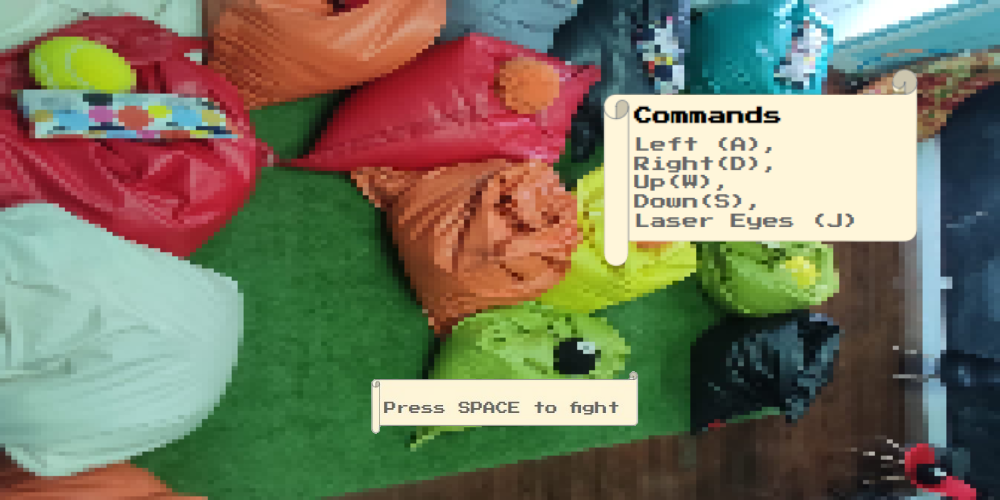 Commands
Left (A),
Right(D),
Up(W),
Down(S),
Laser Eyes (J)
Press SPACE to fight